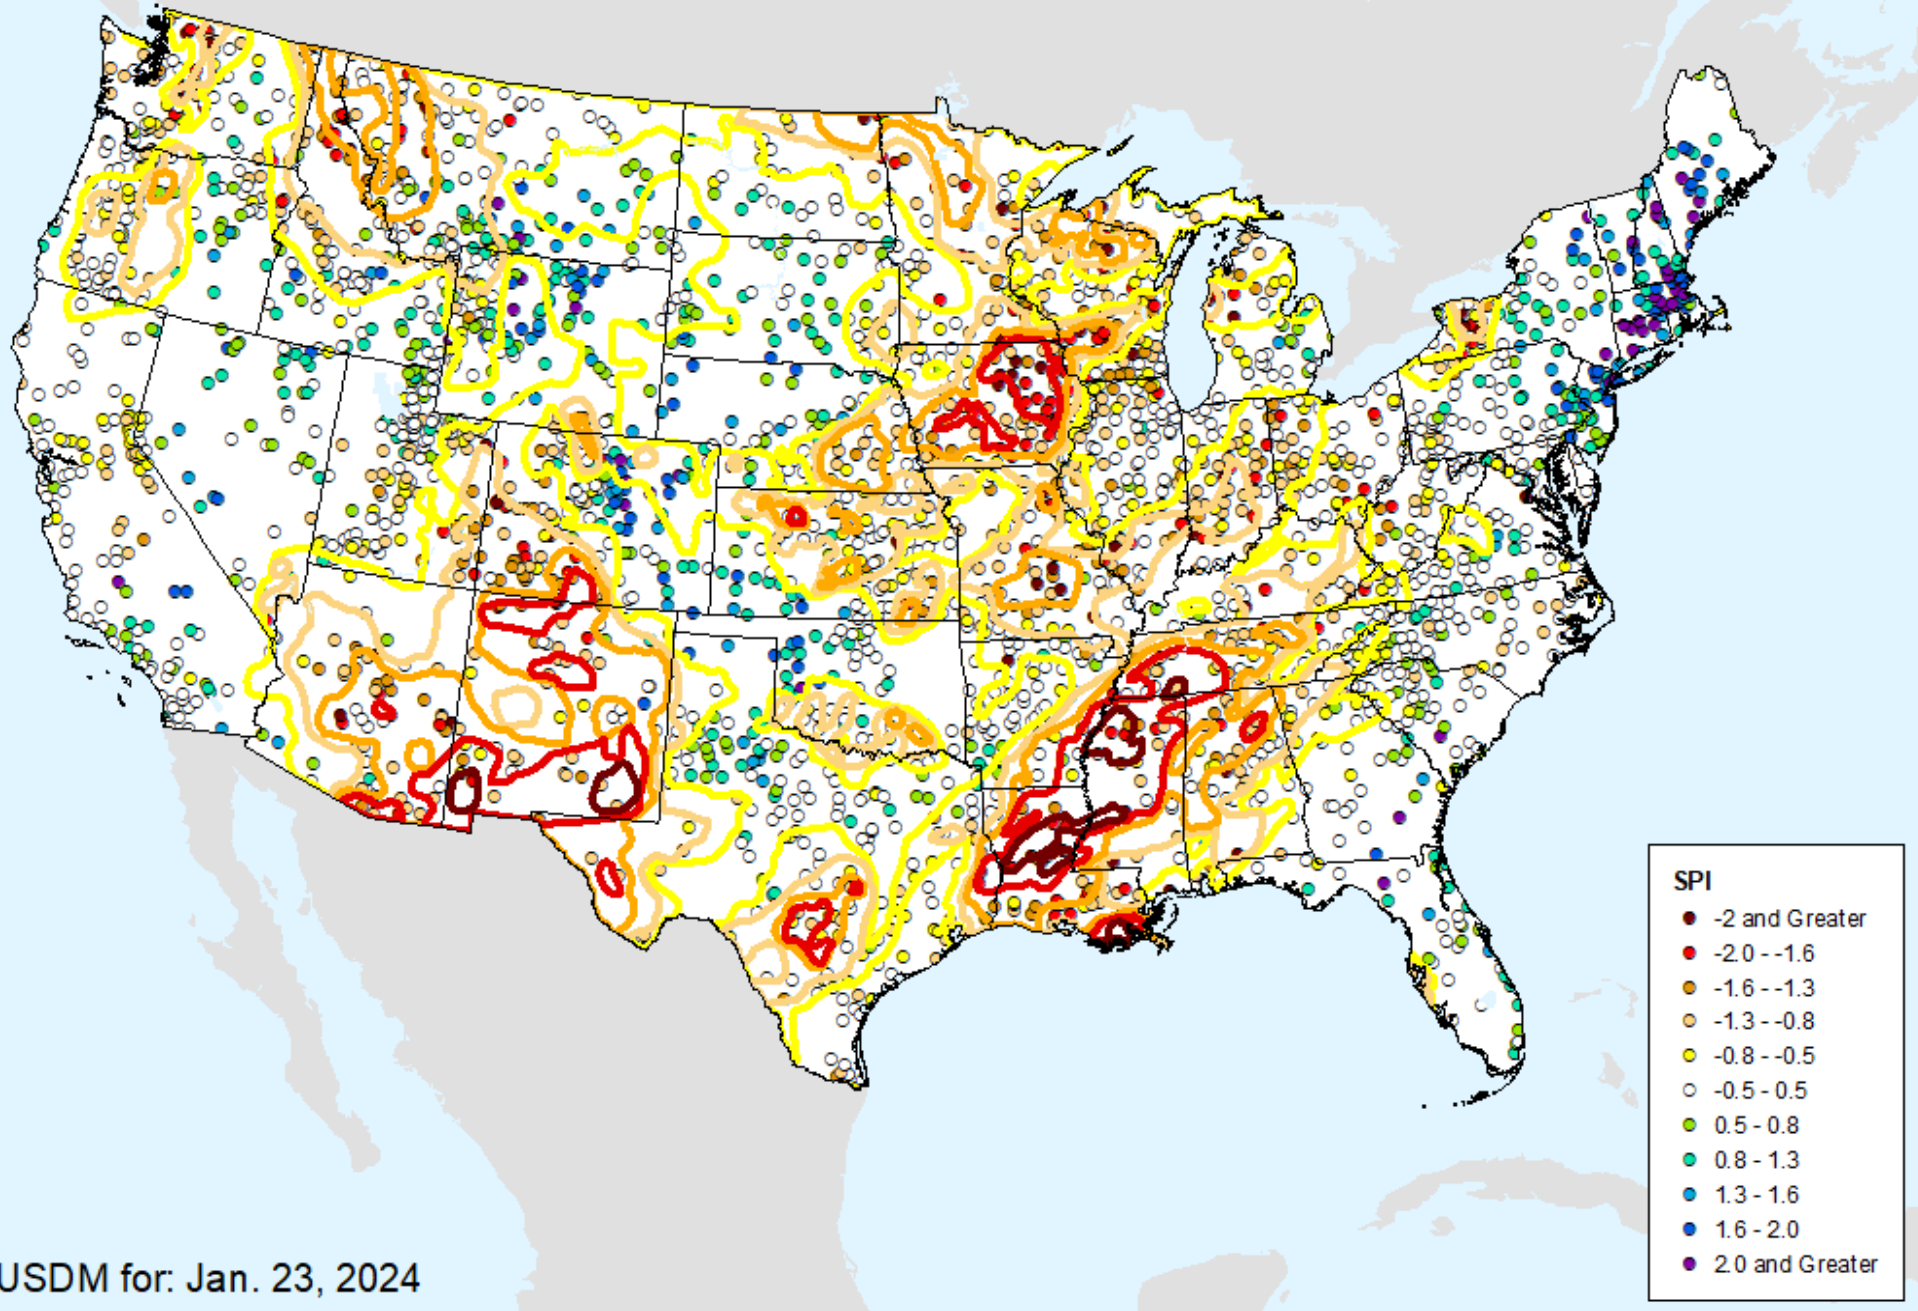 SPI
-2 and Greater
-2.0 - -1.6
-1.6 - -1.3
-1.3 - -0.8
-0.8 - -0.5
-0.5 - 0.5
0.5 - 0.8
0.8 - 1.3
1.3 - 1.6
1.6 - 2.0
2.0 and Greater
USDM for: Jan. 23, 2024